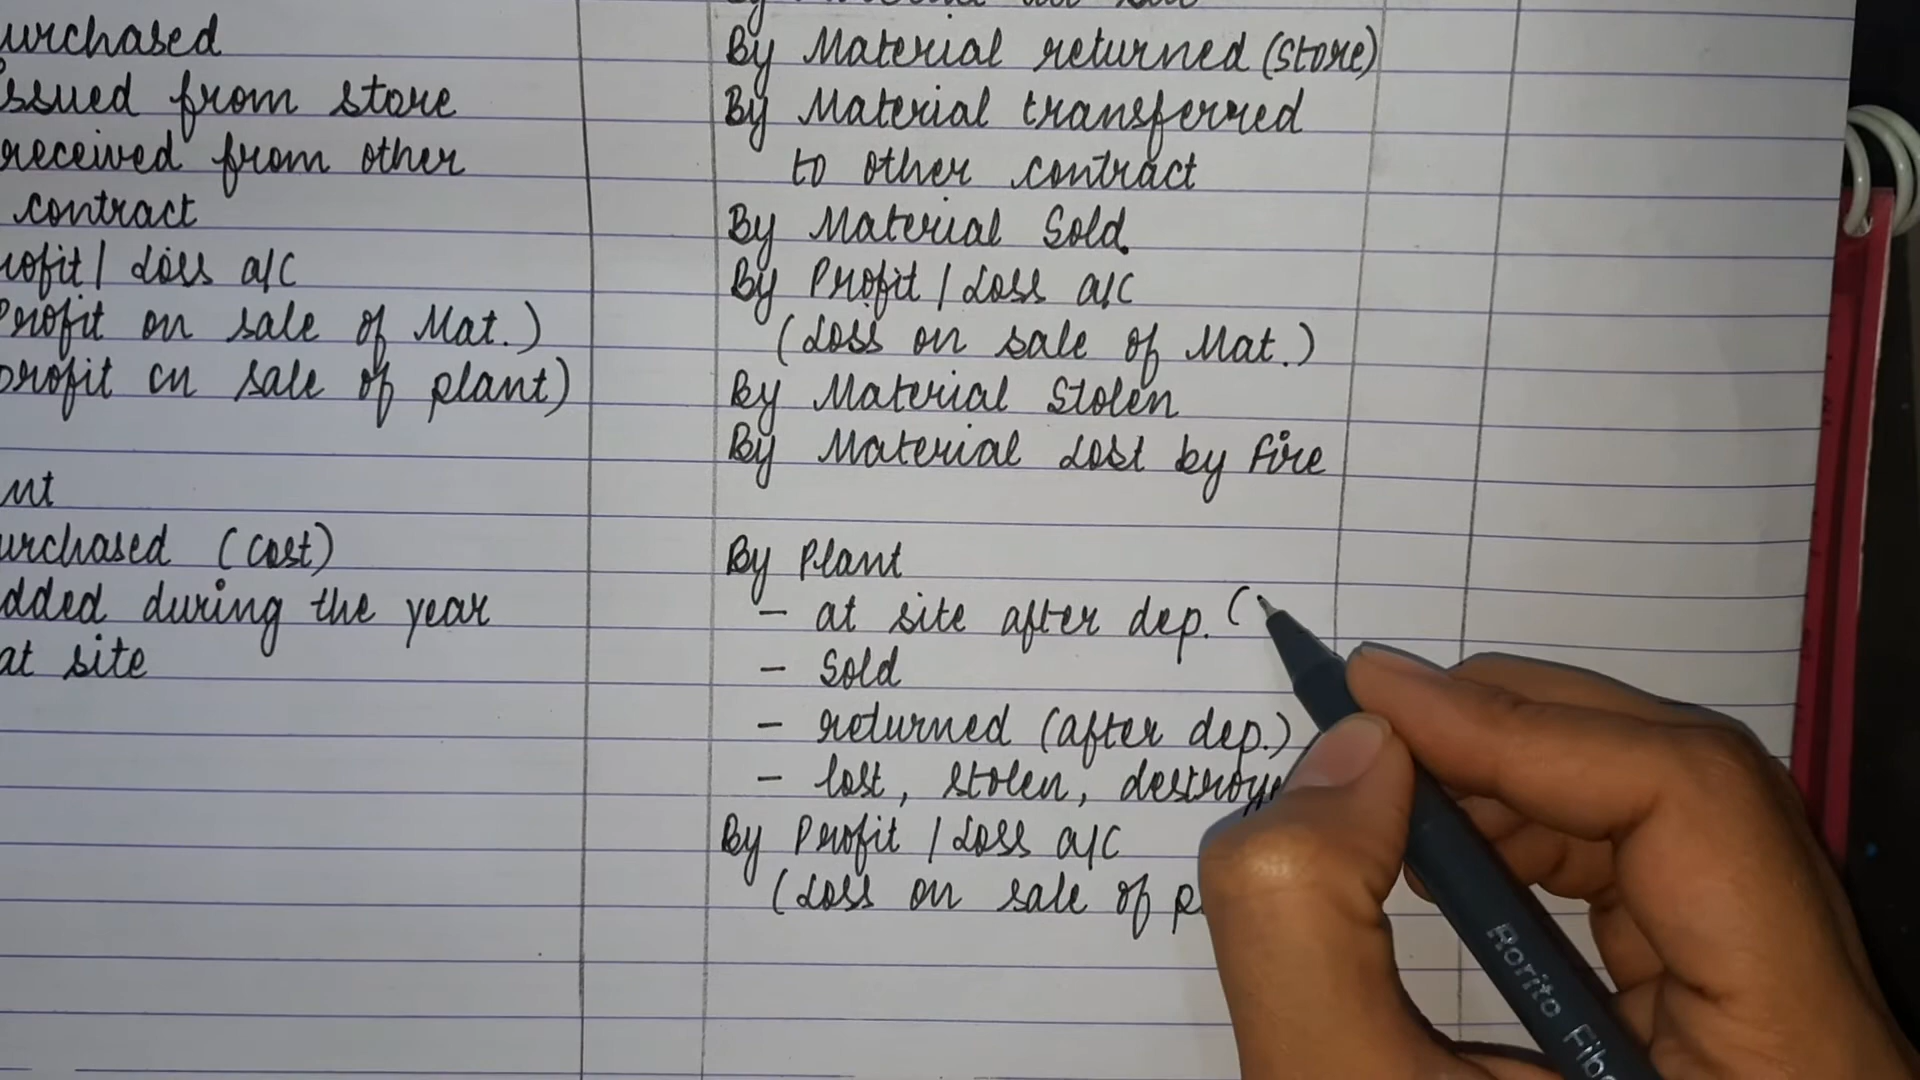 urchased
issued from store
received from other
contract
rofit / Loss a/c
Profit on sale of Mat.)
profit on sale of plant)
nt
urchased (cost)
dded during the year
at site
By Material returned (store)
By Material transferred
to other contract
By Material Sold
By Profit / Loss a/c
(Loss on sale of Mat.)
By Material Stolen
By Material Lost by fire
By Plant
- at site after dep. (
- Sold
- returned (after dep.)
- lost, stolen, destroye
By Profit / Loss a/c
(Loss on sale of p
Rorito Fibe